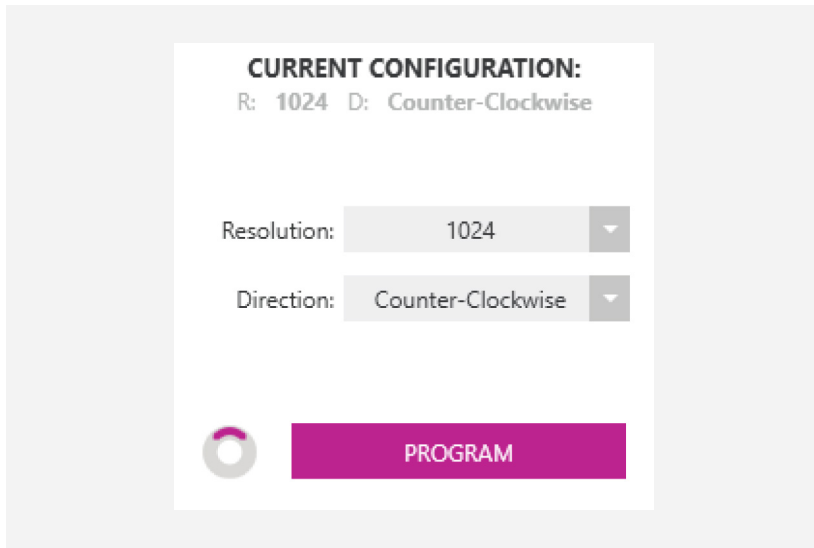 CURRENT CONFIGURATION:
R: 1024 D: Counter-Clockwise
Resolution: 1024
Direction: Counter-Clockwise
PROGRAM